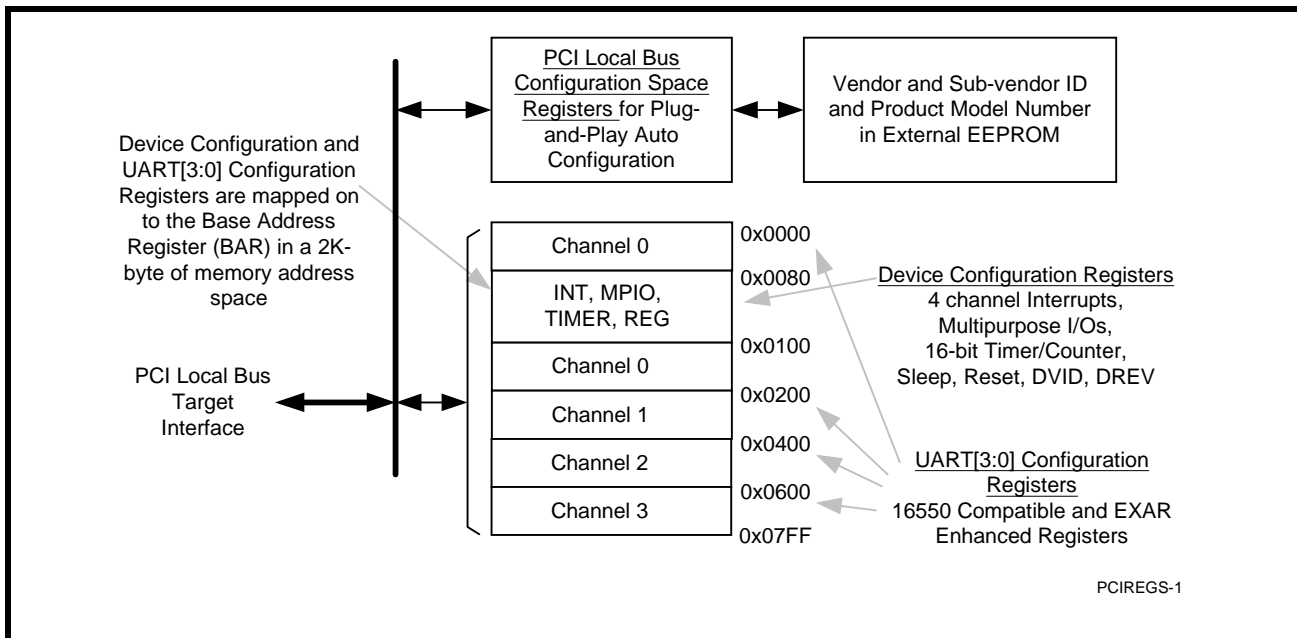 PCI Local Bus
Configuration Space
Registers for Plug-
and-Play Auto
Configuration
Vendor and Sub-vendor ID
and Product Model Number
in External EEPROM
Device Configuration and
UART[3:0] Configuration
Registers are mapped on
to the Base Address
Register (BAR) in a 2K-
byte of memory address
space
PCI Local Bus
Target
Interface
Channel 0
INT, MPIO,
TIMER, REG
Channel 0
Channel 1
Channel 2
Channel 3
0x0000
0x0080
0x0100
0x0200
0x0400
0x0600
0x07FF
Device Configuration Registers
4 channel Interrupts,
Multipurpose I/Os,
16-bit Timer/Counter,
Sleep, Reset, DVID, DREV
UART[3:0] Configuration
Registers
16550 Compatible and EXAR
Enhanced Registers
PCIREGS-1